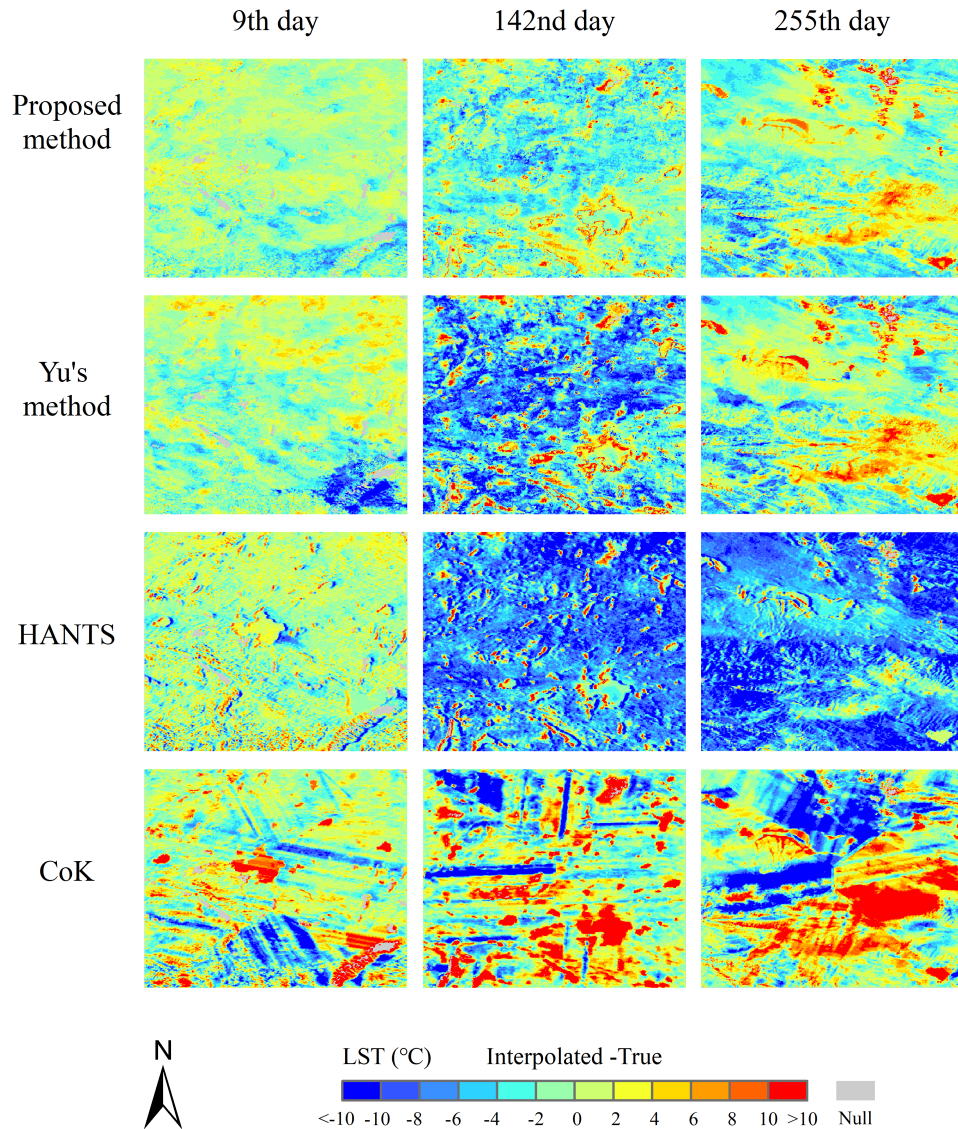 9th day 142nd day 255th day
Proposed
method
Yu's
method
HANTS
CoK
N
LST (℃) Interpolated -True
<-10 -10 -8 -6 -4 -2 0 2 4 6 8 10 >10 Null